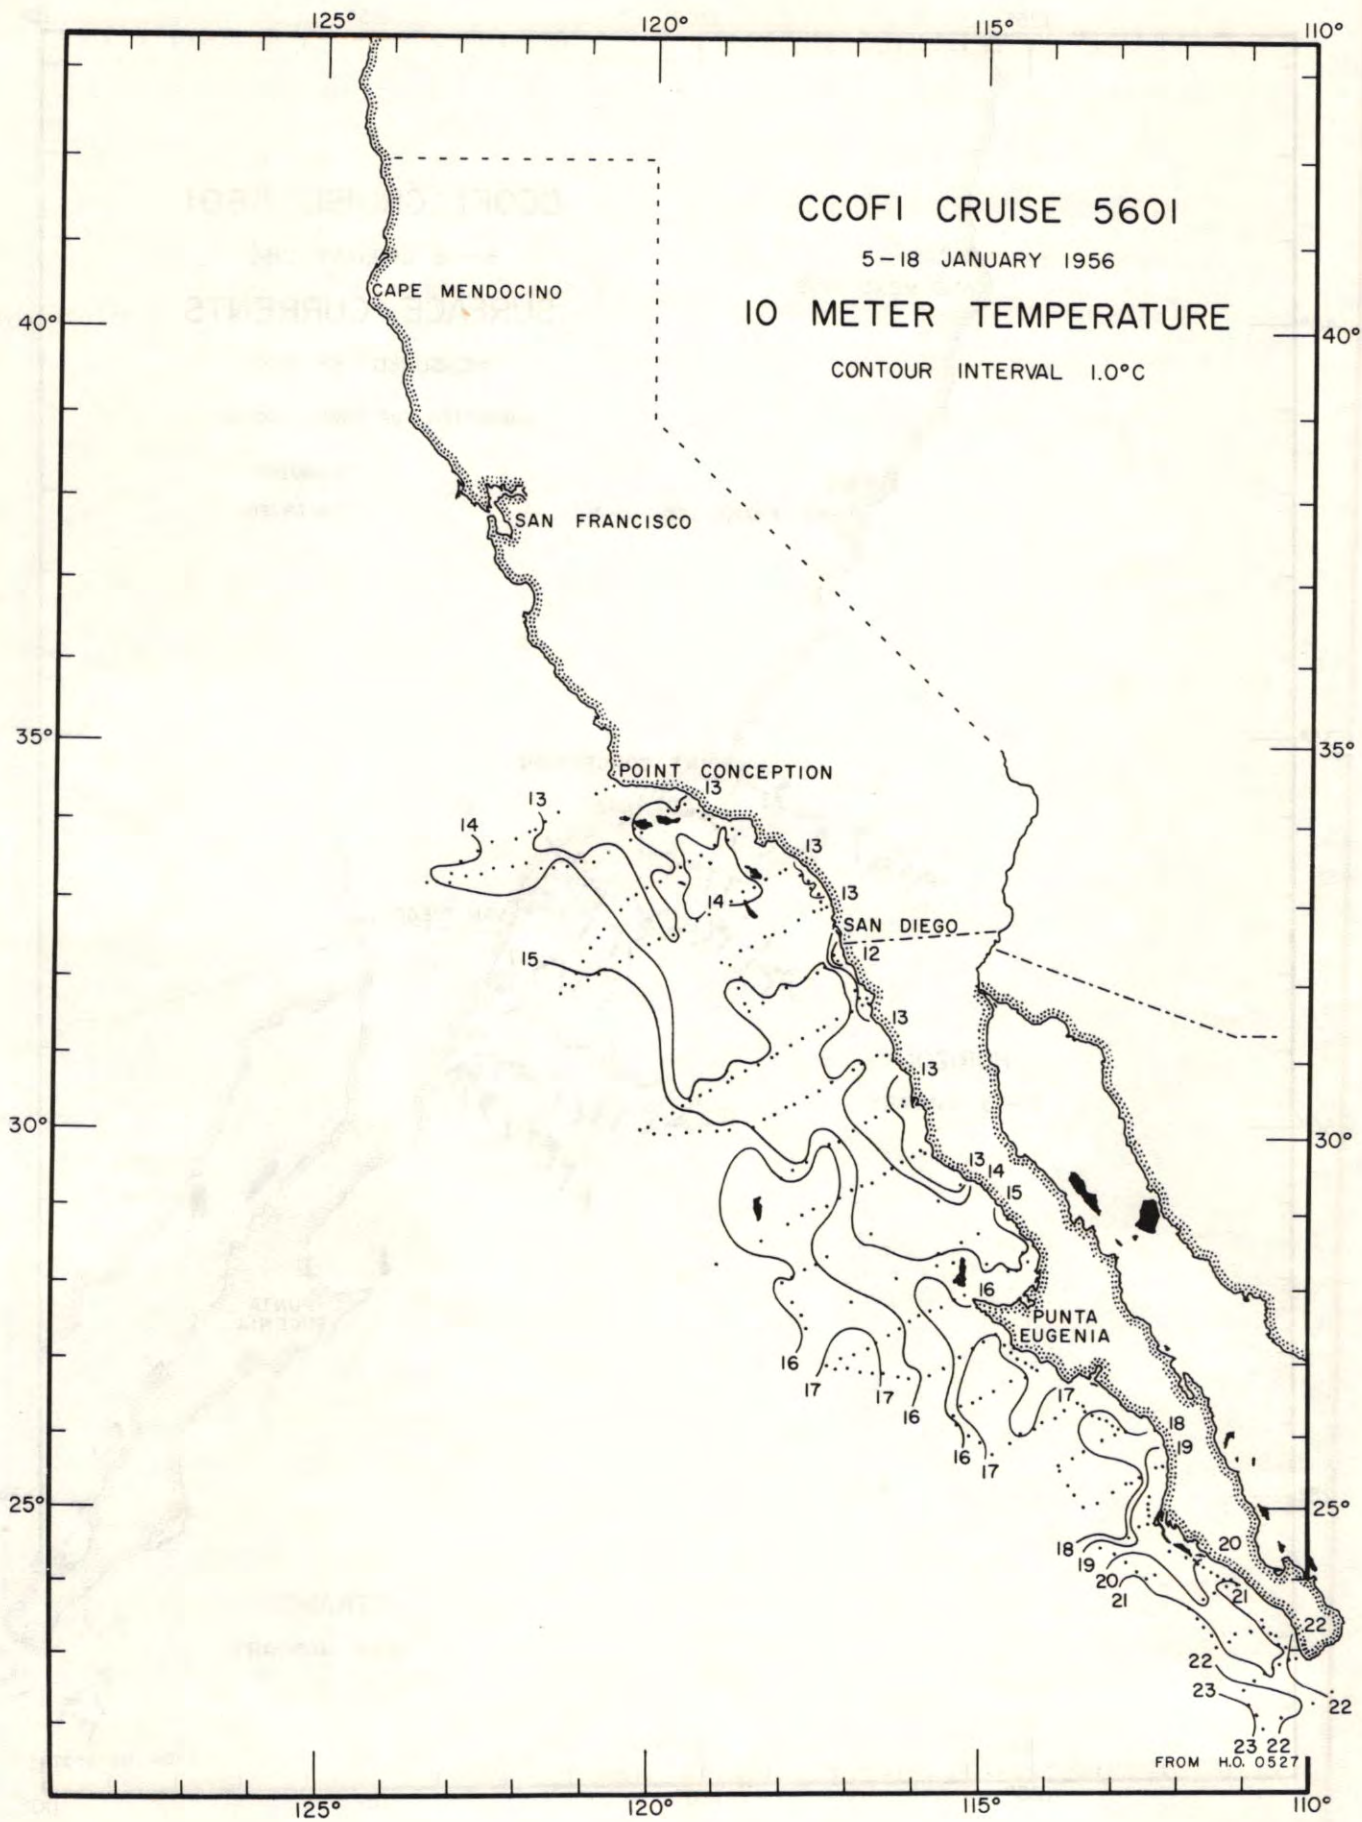 125° 120° 115° 110°
CCOFI CRUISE 5601
5–18 JANUARY 1956
10 METER TEMPERATURE
CONTOUR INTERVAL 1.0°C
CAPE MENDOCINO
40° 40°
SAN FRANCISCO
35° 35°
POINT CONCEPTION
13
13
14
13
13
14
SAN DIEGO
12
15
13
13
30° 30°
13
14
15
16
PUNTA
EUGENIA
16
17 17 16 17
18
19
16
17
25° 25°
18
19
20
21
20
21
22
22
23
22
23 22
FROM H.O. 0527
125° 120° 115° 110°